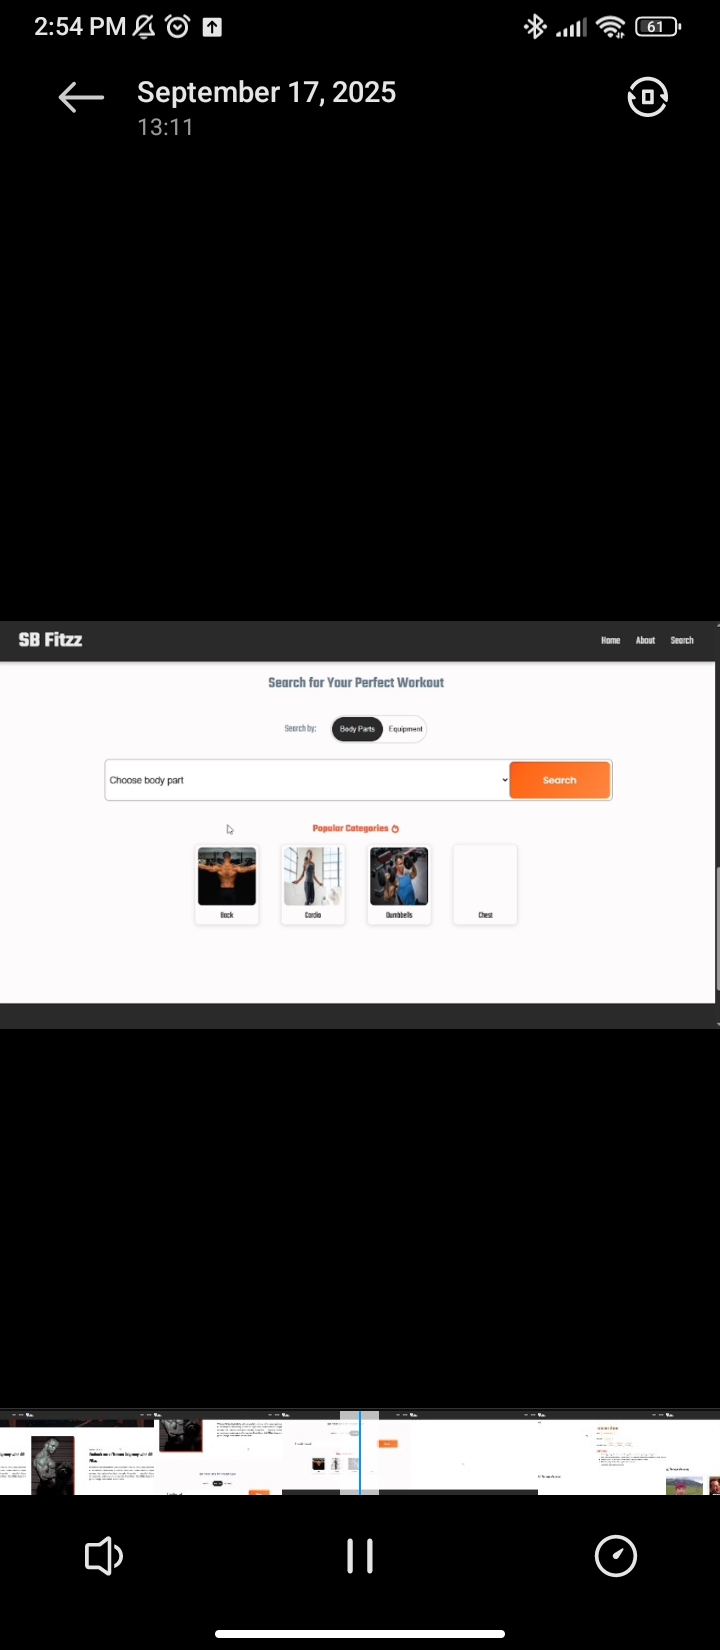 2:54 PM
61
September 17, 2025
13:11
SB Fitzz
Home About Search
Search for Your Perfect Workout
Search by: Body Parts Equipment
Choose body part Search
Popular Categories
Back Cardio Dumbbells Chest